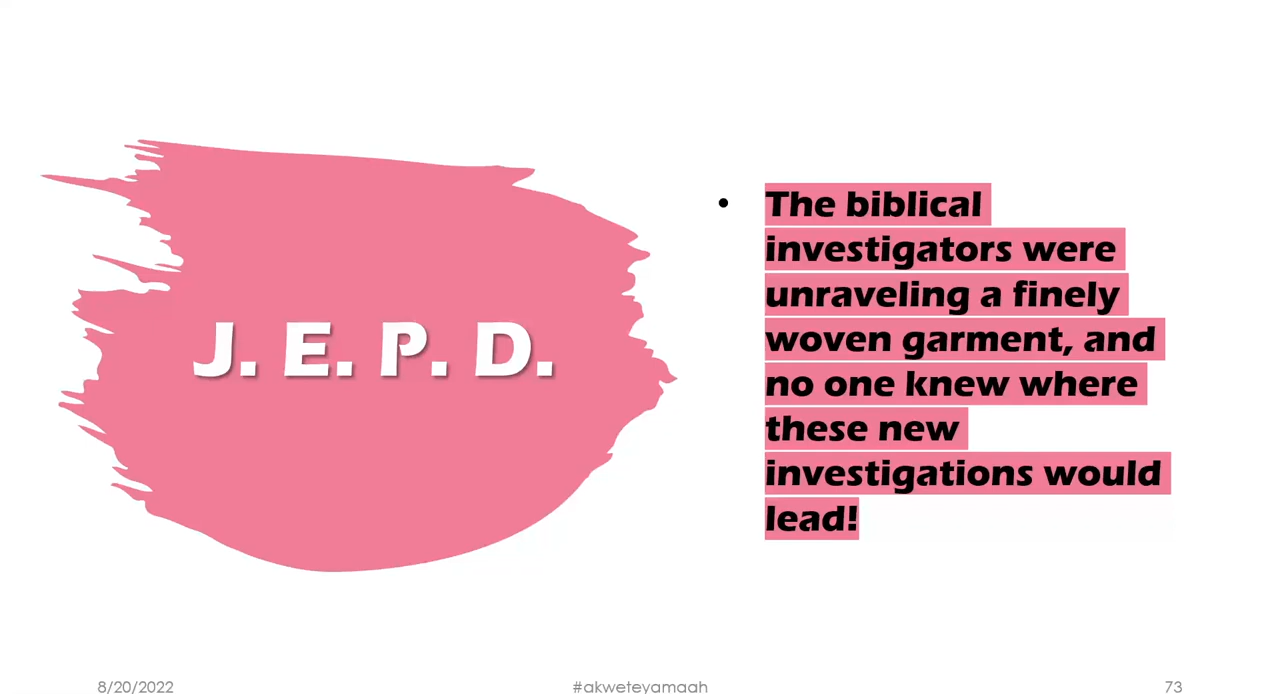 J. E. P. D.
• The biblical
investigators were
unraveling a finely
woven garment, and
no one knew where
these new
investigations would
lead!
8/20/2022
#akweteyamaah
73